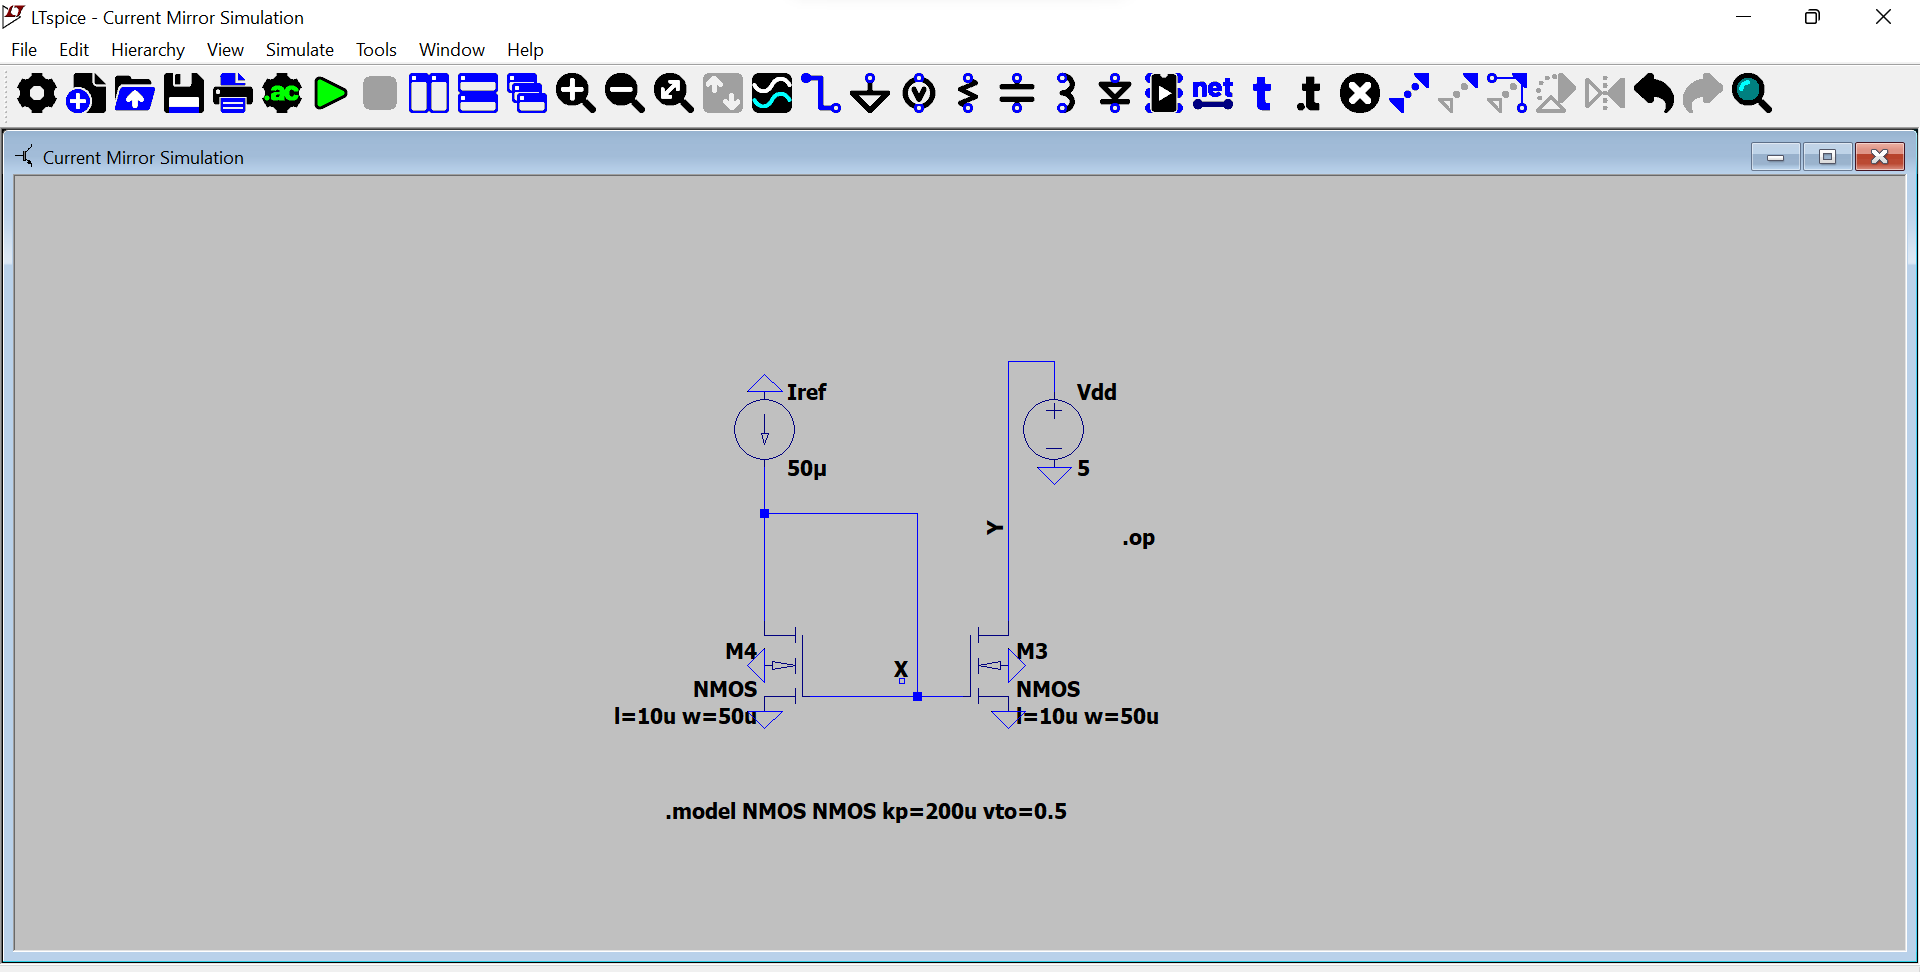 LTspice - Current Mirror Simulation
File Edit Hierarchy View Simulate Tools Window Help
.ac net t .t
Current Mirror Simulation
Iref
Vdd
50µ
5
Y
.op
M4
M3
X
NMOS
NMOS
l=10u w=50u
l=10u w=50u
.model NMOS NMOS kp=200u vto=0.5